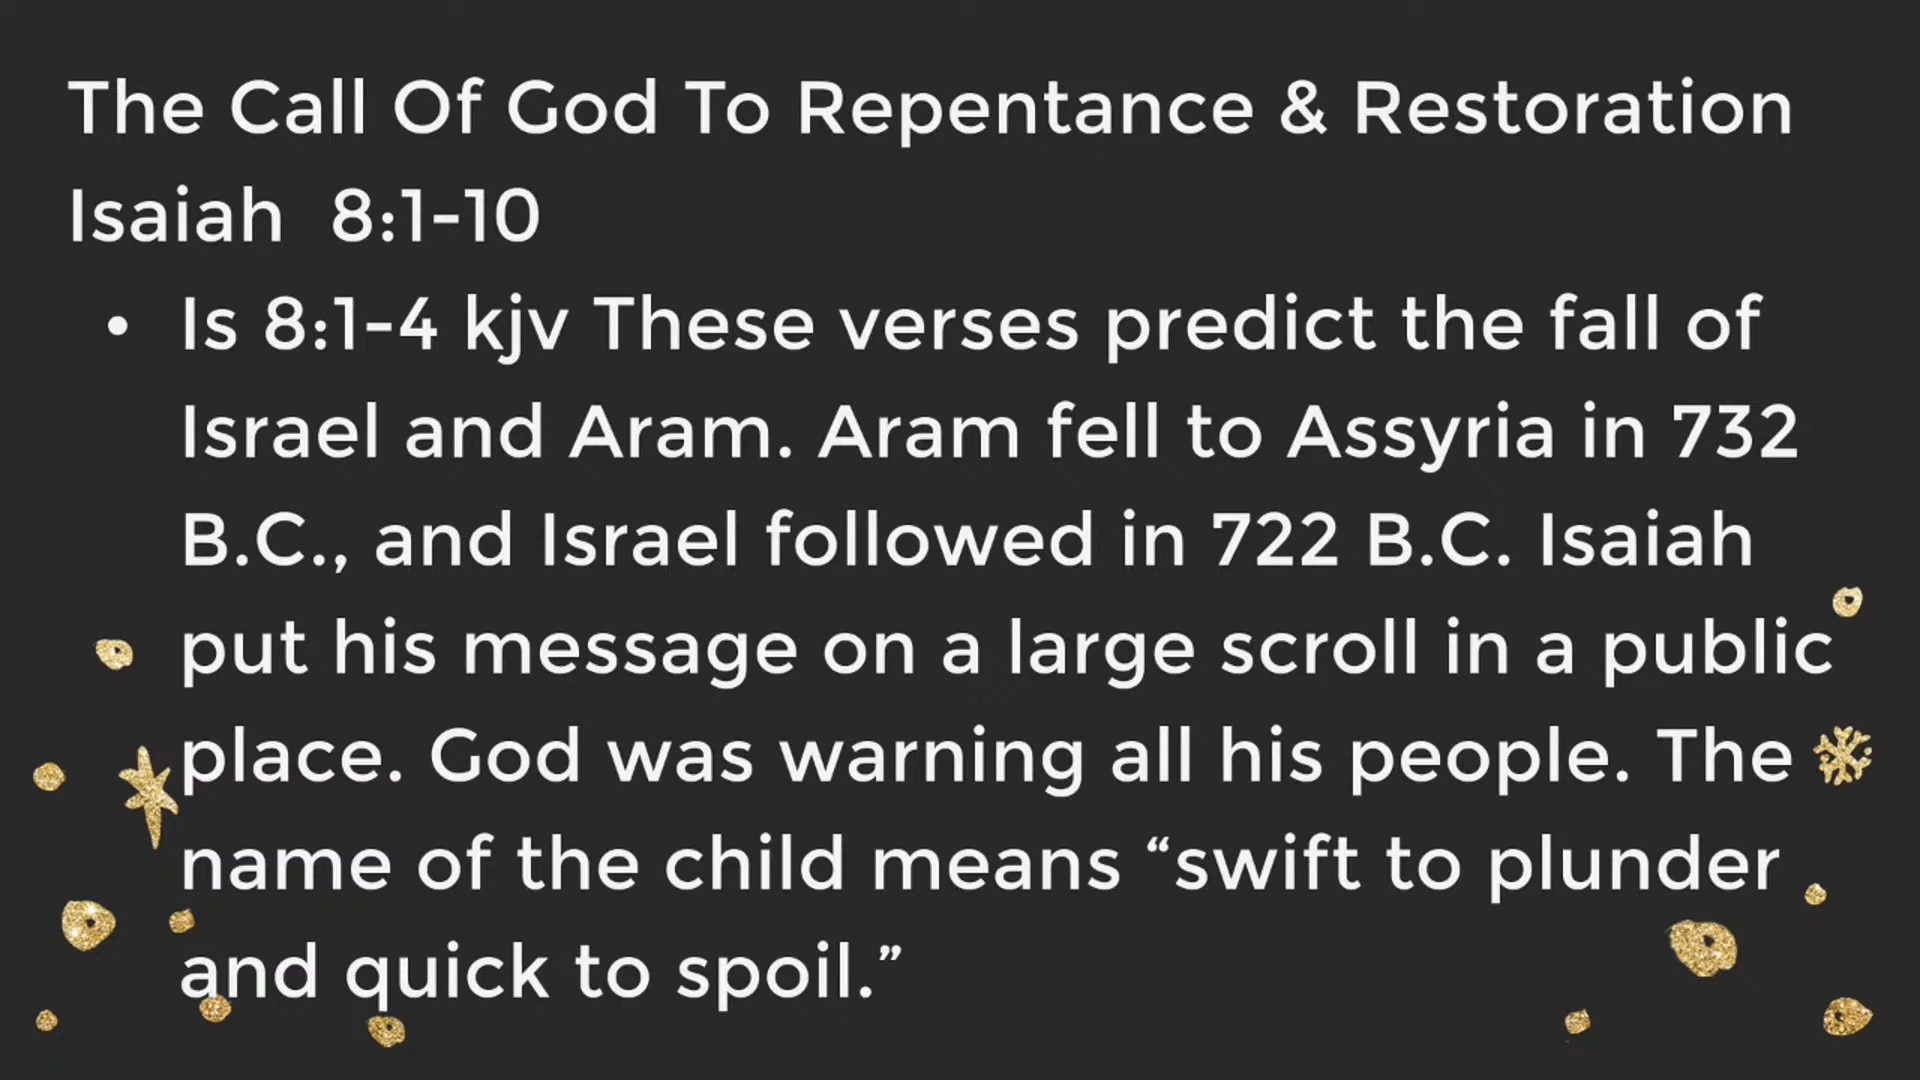 The Call Of God To Repentance & Restoration
Isaiah  8:1-10
• Is 8:1-4 kjv These verses predict the fall of
Israel and Aram. Aram fell to Assyria in 732
B.C., and Israel followed in 722 B.C. Isaiah
put his message on a large scroll in a public
place. God was warning all his people. The
name of the child means “swift to plunder
and quick to spoil.”